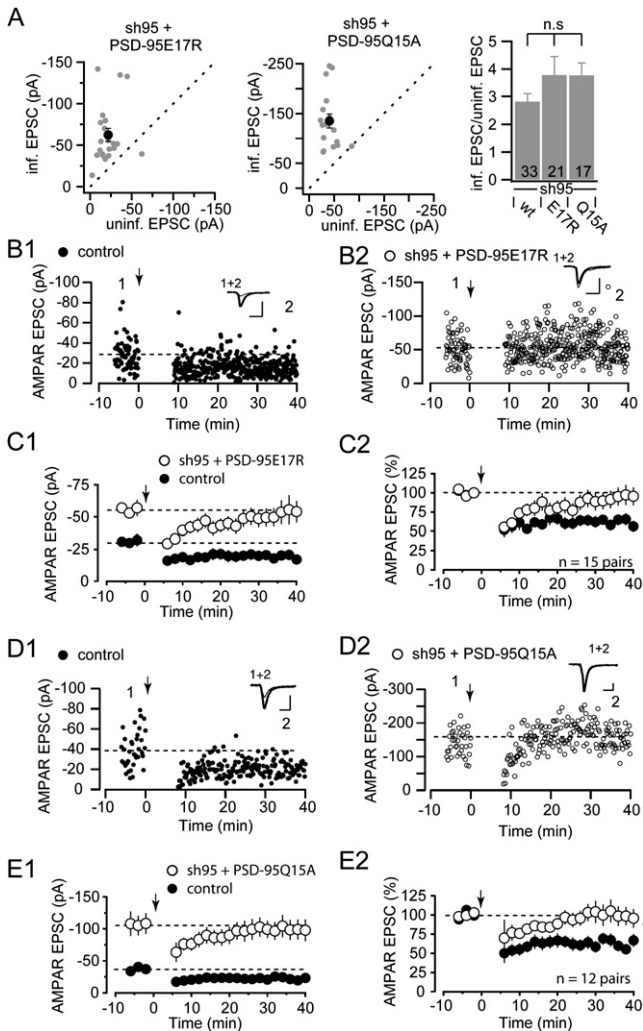 A
sh95 +
PSD-95E17R
inf. EPSC (pA)
-150
-100
-50
0
0
-50
-100
-150
uninf. EPSC (pA)
sh95 +
PSD-95Q15A
inf. EPSC (pA)
-250
-200
-150
-100
-50
0
0
-50
-150
-250
uninf. EPSC (pA)
n.s
inf. EPSC/uninf. EPSC
5
4
3
2
1
0
33
21
17
sh95
wt
E17R
Q15A
B1
control
AMPAR EPSC (pA)
-100
-80
-60
-40
-20
0
1
1+2
2
-10
0
10
20
30
40
Time (min)
B2
sh95 + PSD-95E17R
AMPAR EPSC (pA)
-150
-100
-50
0
1
1+2
2
-10
0
10
20
30
40
Time (min)
C1
sh95 + PSD-95E17R
control
AMPAR EPSC (pA)
-75
-50
-25
0
-10
0
10
20
30
40
Time (min)
C2
AMPAR EPSC (%)
125
100
75
50
25
0
n = 15 pairs
-10
0
10
20
30
40
Time (min)
D1
control
AMPAR EPSC (pA)
-100
-80
-60
-40
-20
0
1
1+2
2
-10
0
10
20
30
40
Time (min)
D2
sh95 + PSD-95Q15A
AMPAR EPSC (pA)
-300
-200
-100
0
1
1+2
2
-10
0
10
20
30
40
Time (min)
E1
sh95 + PSD-95Q15A
control
AMPAR EPSC (pA)
-150
-100
-50
0
-10
0
10
20
30
40
Time (min)
E2
AMPAR EPSC (%)
125
100
75
50
25
0
n = 12 pairs
-10
0
10
20
30
40
Time (min)